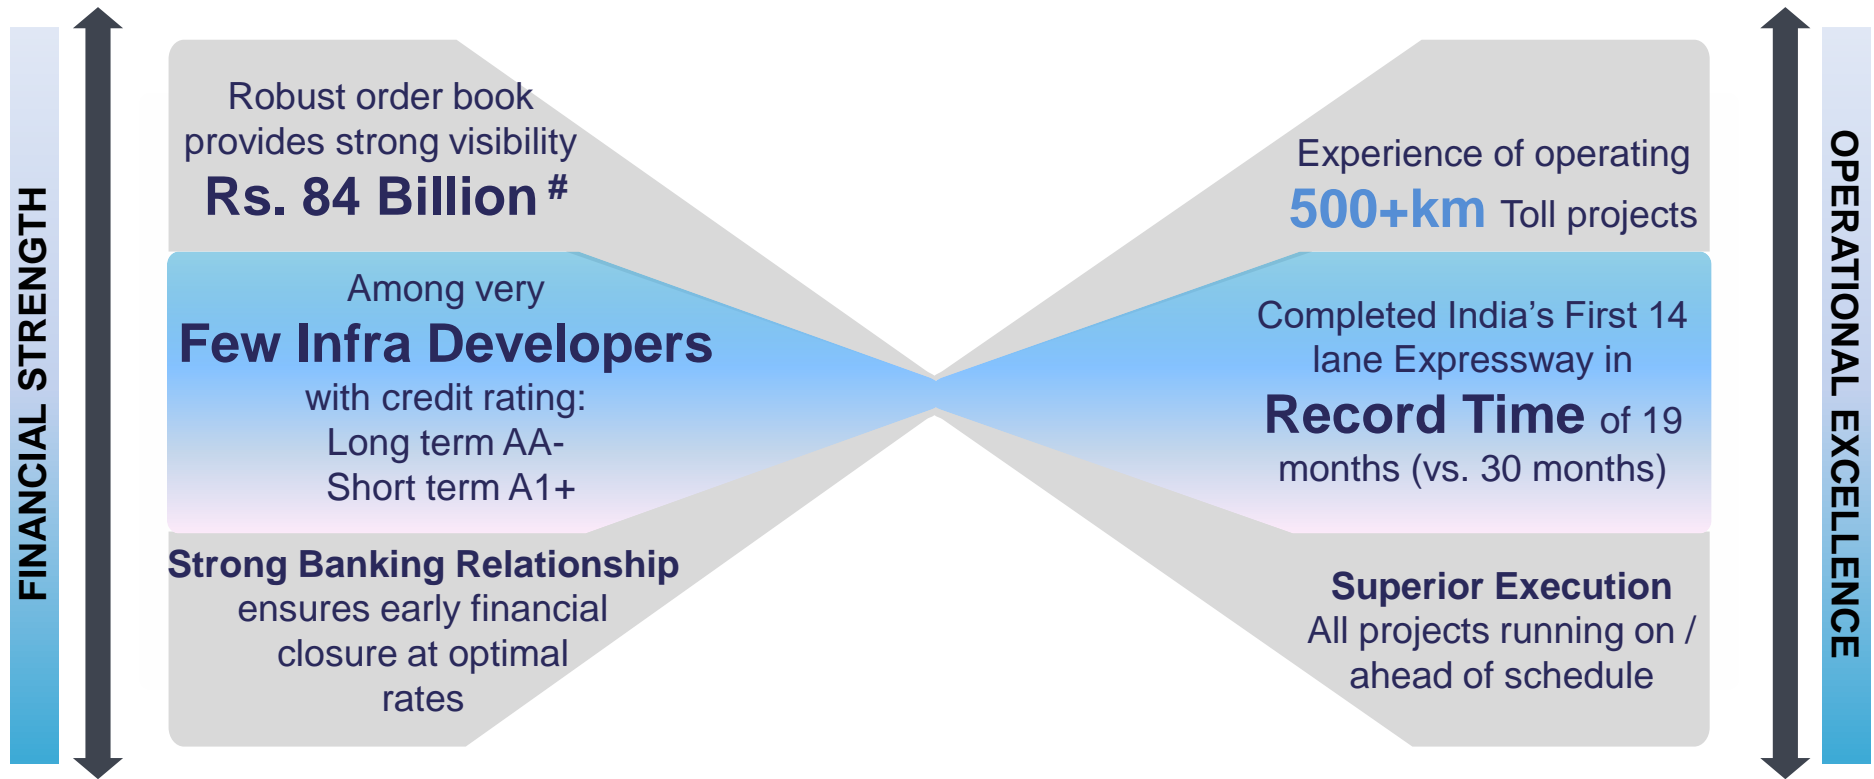 FINANCIAL STRENGTH
Robust order book
provides strong visibility
Rs. 84 Billion #
Among very
Few Infra Developers
with credit rating:
Long term AA-
Short term A1+
Strong Banking Relationship
ensures early financial
closure at optimal
rates
Experience of operating
500+km Toll projects
Completed India’s First 14
lane Expressway in
Record Time of 19
months (vs. 30 months)
Superior Execution
All projects running on /
ahead of schedule
OPERATIONAL EXCELLENCE